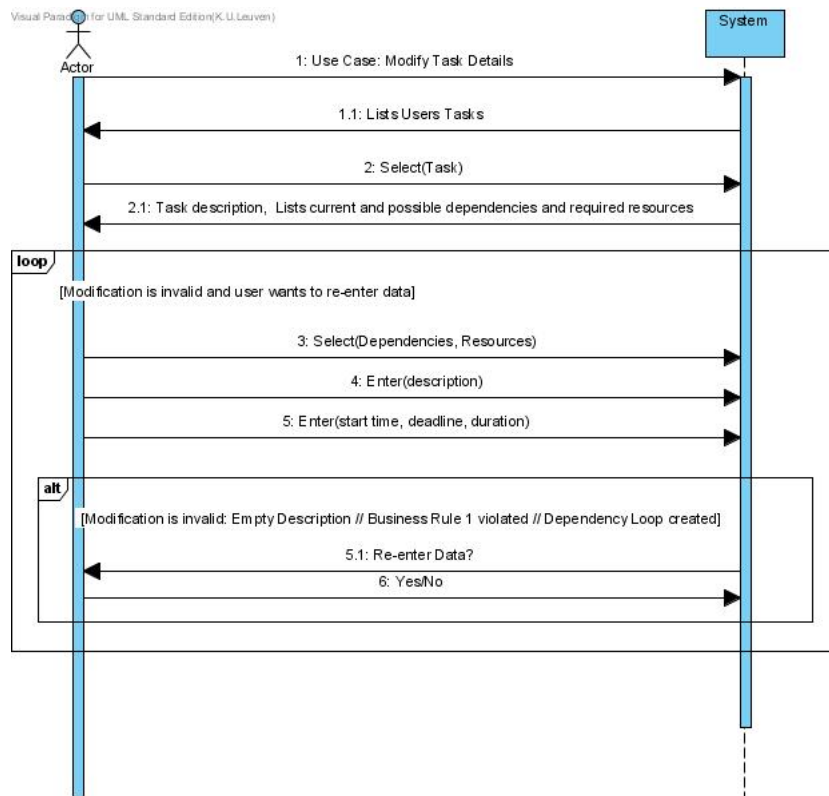 Visual Paradigm for UML Standard Edition(K.U.Leuven)
System
Actor
1: Use Case: Modify Task Details
1.1: Lists Users Tasks
2: Select(Task)
2.1: Task description, Lists current and possible dependencies and required resources
loop
[Modification is invalid and user wants to re-enter data]
3: Select(Dependencies, Resources)
4: Enter(description)
5: Enter(start time, deadline, duration)
alt
[Modification is invalid: Empty Description // Business Rule 1 violated // Dependency Loop created]
5.1: Re-enter Data?
6: Yes/No